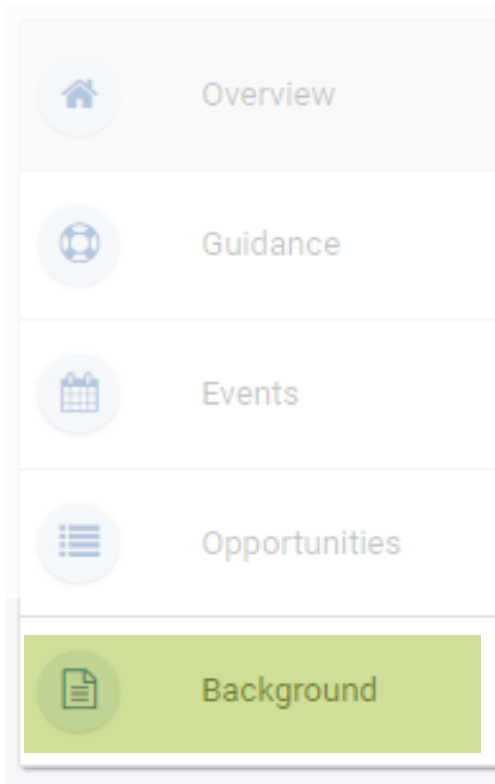 Overview
Guidance
Events
Opportunities
Background